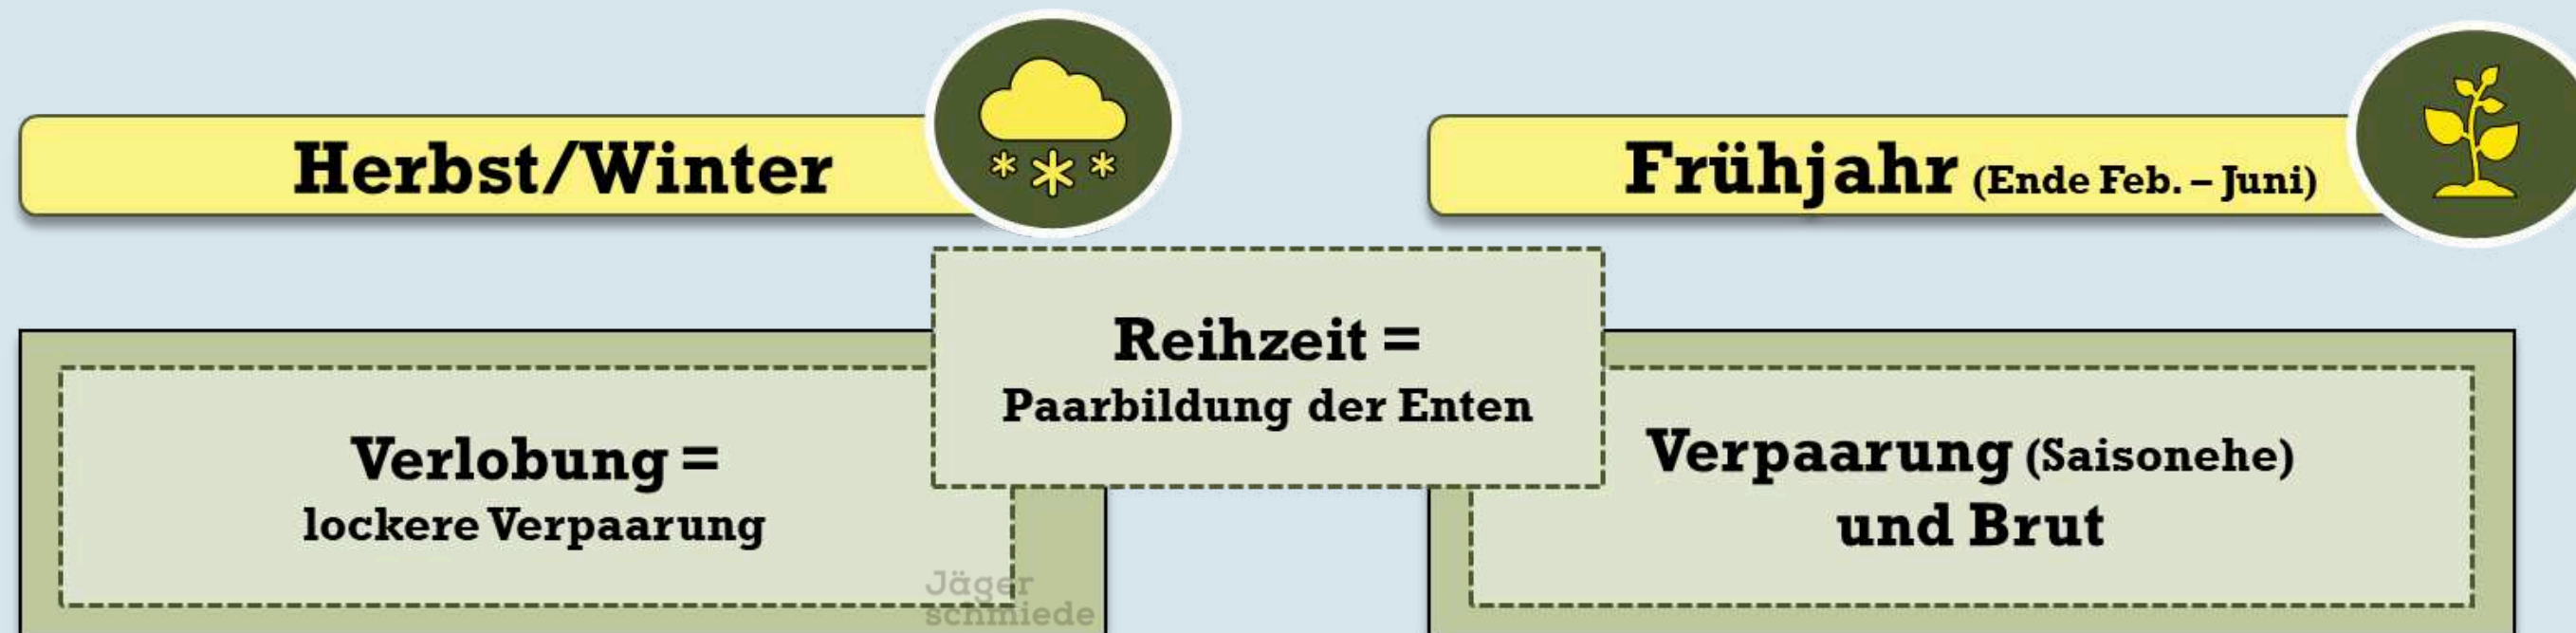 Herbst/Winter
Frühjahr (Ende Feb. – Juni)
Reihzeit =
Paarbildung der Enten
Verlobung =
lockere Verpaarung
Verpaarung (Saisonehe)
und Brut
Jäger
schmiede